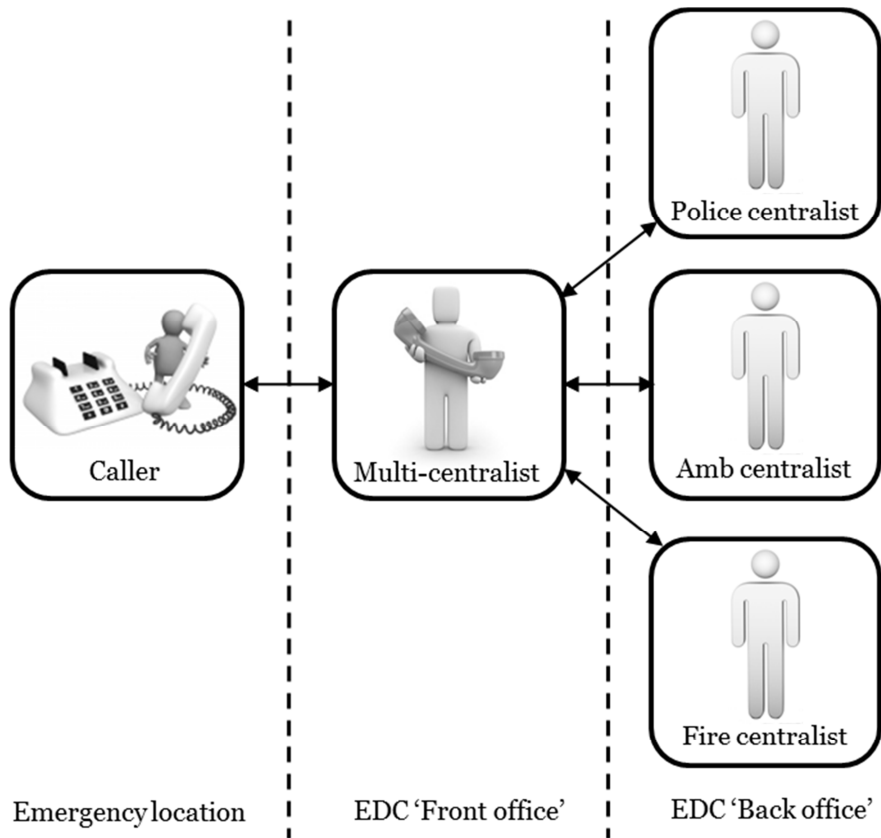 Police centralist
Caller
Multi-centralist
Amb centralist
Fire centralist
Emergency location
EDC ‘Front office’
EDC ‘Back office’